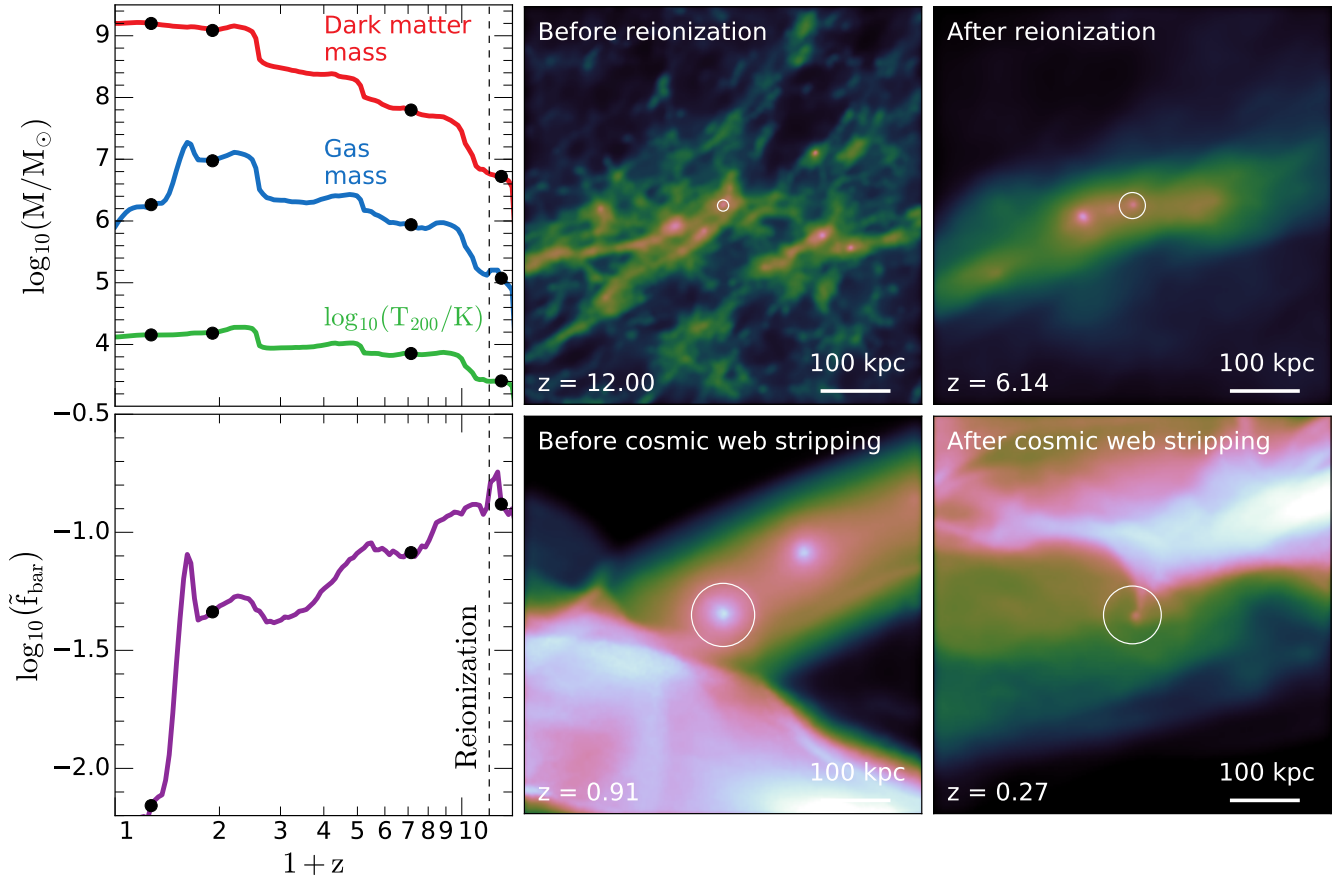 log₁₀(M/M☉)
9
8
7
6
5
4
Dark matter
mass
Gas
mass
log₁₀(T₂₀₀/K)
log₁₀(f̃_bar)
−0.5
−1.0
−1.5
−2.0
Reionization
1 2 3 4 5 6 7 8 9 10
1 + z
Before reionization
z = 12.00
100 kpc
After reionization
z = 6.14
100 kpc
Before cosmic web stripping
z = 0.91
100 kpc
After cosmic web stripping
z = 0.27
100 kpc